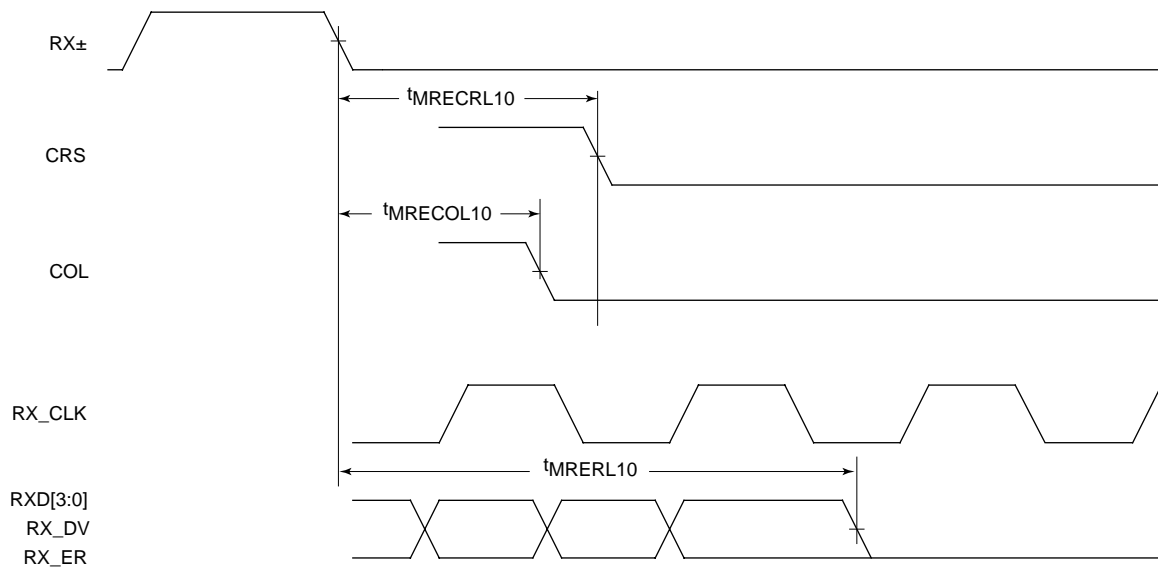 RX±
tMRECRL10
CRS
tMRECOL10
COL
RX_CLK
tMRERL10
RXD[3:0]
RX_DV
RX_ER